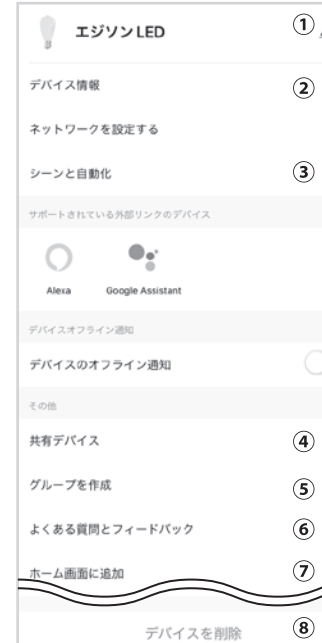 エジソンLED ①
デバイス情報 ②
ネットワークを設定する
シーンと自動化 ③
サポートされている外部リンクのデバイス
Alexa Google Assistant
デバイスオフライン通知
デバイスのオフライン通知
その他
共有デバイス ④
グループを作成 ⑤
よくある質問とフィードバック ⑥
ホーム画面に追加 ⑦
デバイスを削除 ⑧